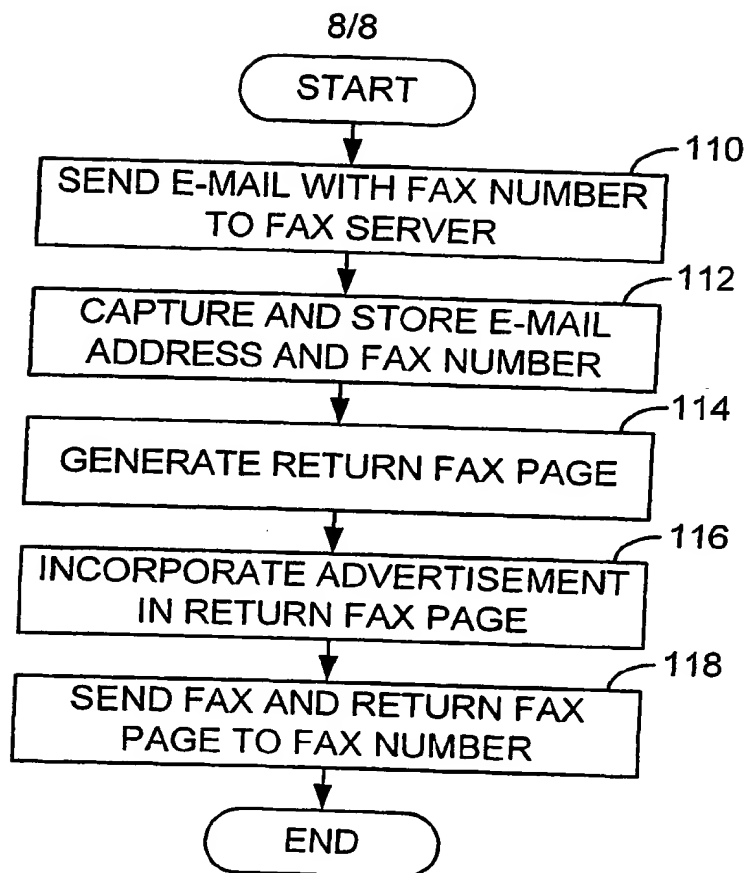 8/8
START
110
SEND E-MAIL WITH FAX NUMBER
TO FAX SERVER
112
CAPTURE AND STORE E-MAIL
ADDRESS AND FAX NUMBER
114
GENERATE RETURN FAX PAGE
116
INCORPORATE ADVERTISEMENT
IN RETURN FAX PAGE
118
SEND FAX AND RETURN FAX
PAGE TO FAX NUMBER
END